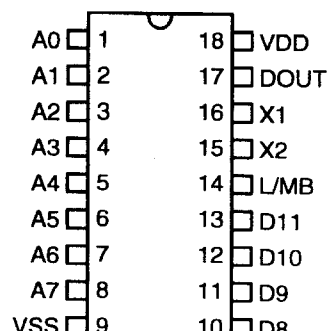 A0 1 18 VDD
A1 2 17 DOUT
A2 3 16 X1
A3 4 15 X2
A4 5 14 L/MB
A5 6 13 D11
A6 7 12 D10
A7 8 11 D9
VSS 9 10 D8